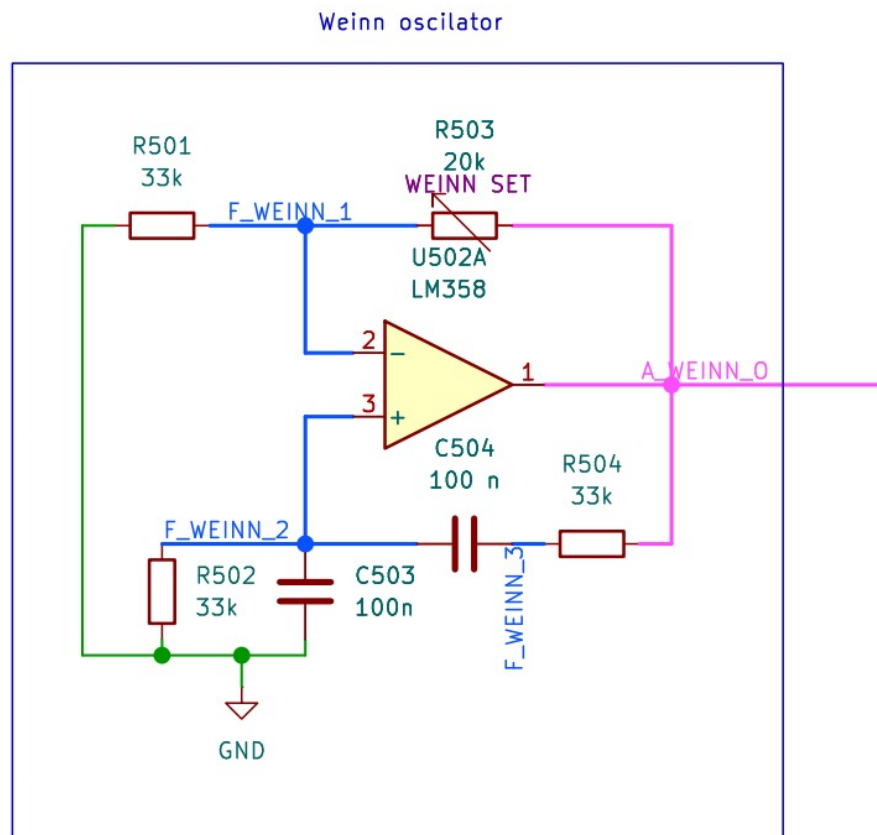 Weinn oscilator
R501
33k
R503
20k
WEINN SET
F_WEINN_1
U502A
LM358
2
-
1
A_WEINN_O
3
+
C504
100 n
R504
33k
F_WEINN_2
R502
33k
C503
100n
F_WEINN_3
GND